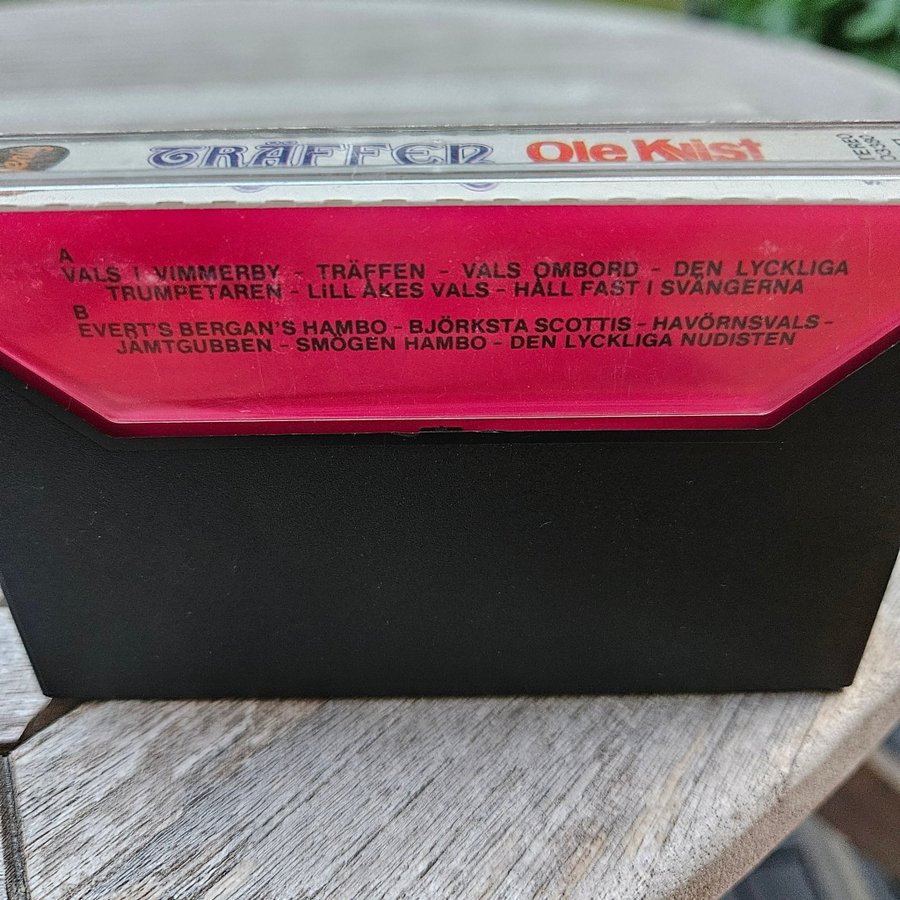 TRÄFFEN Ole Kvist
A
VALS I VIMMERBY - TRÄFFEN - VALS OMBORD - DEN LYCKLIGA
TRUMPETAREN - LILL ÅKES VALS - HÅLL FAST I SVÄNGERNA
B
EVERT'S BERGAN'S HAMBO - BJÖRKSTA SCOTTIS - HAVÖRNSVALS -
JÄMTGUBBEN - SMÖGEN HAMBO - DEN LYCKLIGA NUDISTEN